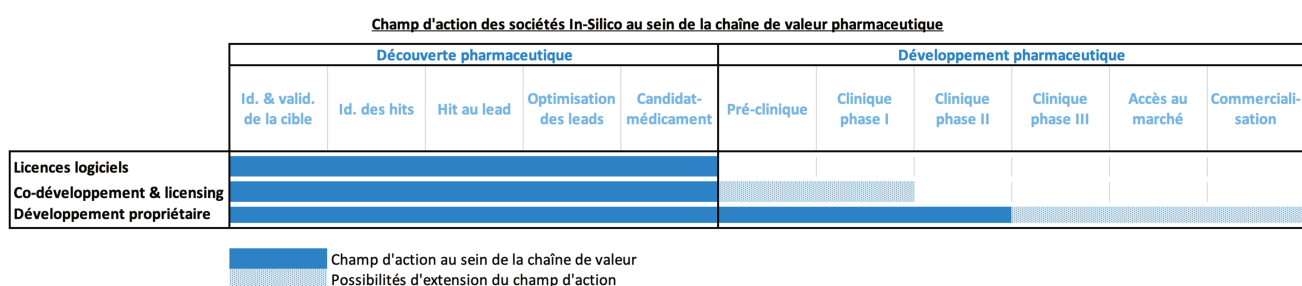 Champ d'action des sociétés In-Silico au sein de la chaîne de valeur pharmaceutique
Découverte pharmaceutique
Développement pharmaceutique
Id. & valid.
de la cible
Id. des hits
Hit au lead
Optimisation
des leads
Candidat-
médicament
Pré-clinique
Clinique
phase I
Clinique
phase II
Clinique
phase III
Accès au
marché
Commerciali-
sation
Licences logiciels
Co-développement & licensing
Développement propriétaire
Champ d'action au sein de la chaîne de valeur
Possibilités d'extension du champ d'action